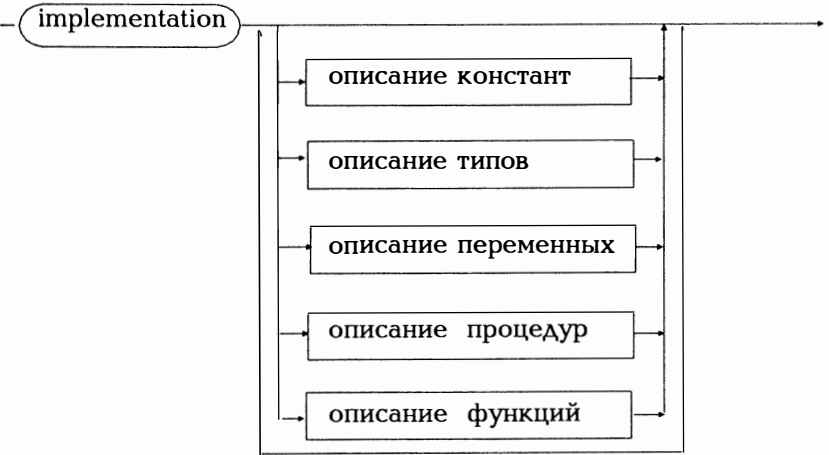 implementation
описание констант
описание типов
описание переменных
описание процедур
описание функций